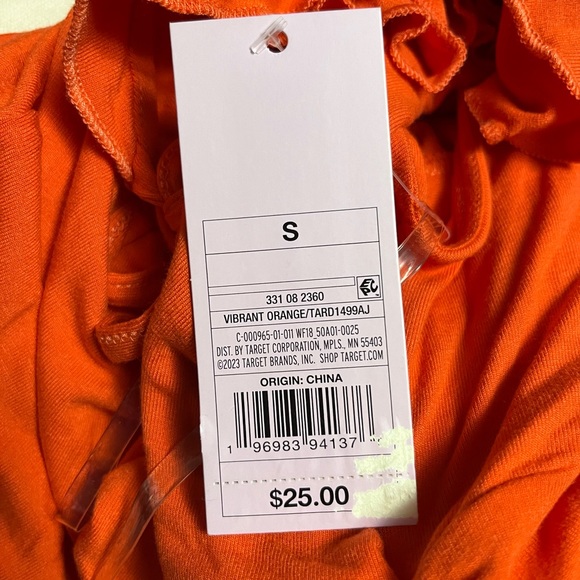 S
331 08 2360
VIBRANT ORANGE/TARD1499AJ
C-000965-01-011 WF18 50A01-0025
DIST. BY TARGET CORPORATION, MPLS., MN 55403
©2023 TARGET BRANDS, INC. SHOP TARGET.COM
ORIGIN: CHINA
1 96983 94137
$25.00